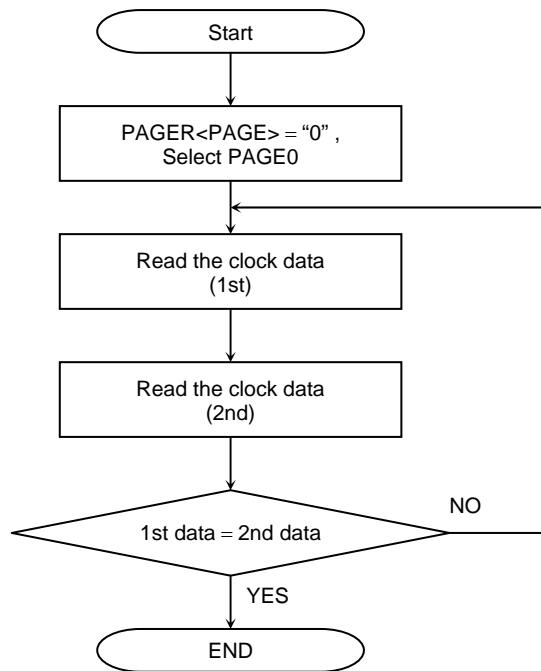 Start
PAGER<PAGE> = “0” ,
Select PAGE0
Read the clock data
(1st)
Read the clock data
(2nd)
NO
1st data = 2nd data
YES
END